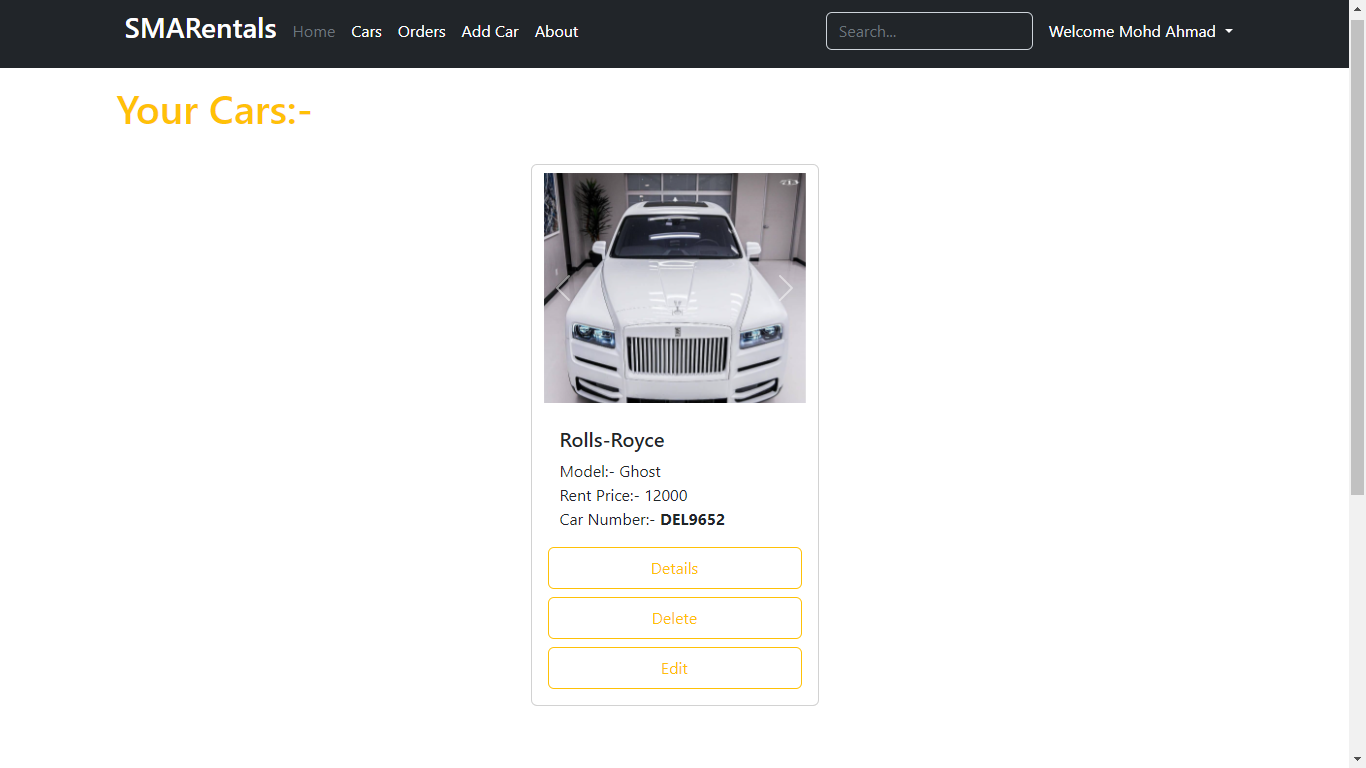 SMARentals Home Cars Orders Add Car About Search... Welcome Mohd Ahmad
Your Cars:-
Rolls-Royce
Model:- Ghost
Rent Price:- 12000
Car Number:- DEL9652
Details
Delete
Edit